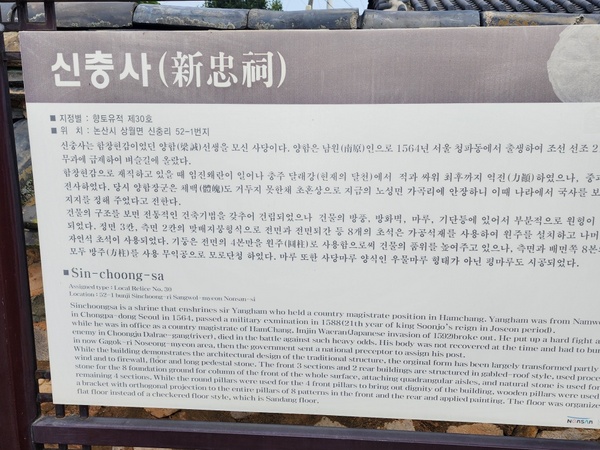 신충사(新忠祠)
■ 지정별 : 향토유적 제30호
■ 위 치 : 논산시 상월면 신충리 52-1번지
신충사는 함창현감이었던 양함(梁諴)선생을 모신 사당이다. 양함은 남원(南原)인으로 1564년 서울 청파동에서 출생하여 조선 선조 2
무과에 급제하여 벼슬길에 올랐다.
함창현감으로 재직하고 있을 때 임진왜란이 일어나 충주 달래강(현재의 달천)에서 적과 싸워 최후까지 역전(力戰)하였으나, 중과
전사하였다. 당시 양함장군은 체백(體魄)도 거두지 못한채 초혼상으로 지금의 노성면 가곡리에 안장하니 이때 나라에서 국사를 보
지지를 정해 주었다고 전한다.
건물의 구조를 보면 전통적인 건축기법을 갖추어 건립되었으나 건물의 방풍, 방화벽, 마루, 기단등에 있어서 부분적으로 원형이
되었다. 정면 3칸, 측면 2칸의 맛배지붕형식으로 전면과 전면퇴칸 등 8개의 초석은 가공석재를 사용하여 원주를 설치하고 나머
자연석 초석이 사용되었다. 기둥은 전면의 4본만을 원주(圓柱)로 사용함으로써 건물의 품위를 높여주고 있으나, 측면과 배면쪽 8본
모두 방주(方柱)를 사용 무익공으로 모로단청 하였다. 마루 또한 사당마루 양식인 우물마루 형태가 아닌 평마루도 시공되었다.
■Sin-choong-sa
Assigned type : Local Relice No. 30
Location : 52-1 bunji Sinchoong-ri Sangwol-myeon Nonsan-si
Sinchoongsa is a shrine that enshrines sir Yangham who held a country magistrate position in Hamchang. Yangham was from Namwo
in Chongpa-dong Seoul in 1564, passed a military exmination in 1588(21th year of king Soonjo's reign in Joseon period).
while he was in office as a country magistrate of HamChang, Imjin Waeran(Japanese invasion of 1592)broke out. He put up a hard fight a
enemy in Choongju Dalrae-gang(river), died in the battle against such heavy odds. His body was not recovered at the time and had to bur
in now Gagok-ri Noseong-myeon area, then the government sent a national preceptor to assign his post.
While the building demonstrates the architectural design of the traditional structure, the orginal form has been largely transformed partly
wind and to firewall, floor and long pedestal stone. The front 3 sections and 2 rear buildings are structured in gabled-roof style, used proce
stone for the 8 foundation ground for column of the front of the whole surface, attaching quadrangular aisles, and natural stone is used for
remaining 4 sections. While the round pillars were used for the 4 front pillars to bring out dignity of the building, wooden pillars were used
a bracket with orthogonal projection to the entire pillars of 8 patterns in the front and the rear and applied painting. The floor was organize
flat floor instead of a checkered floor style, which is Sandang floor.
NONSAN